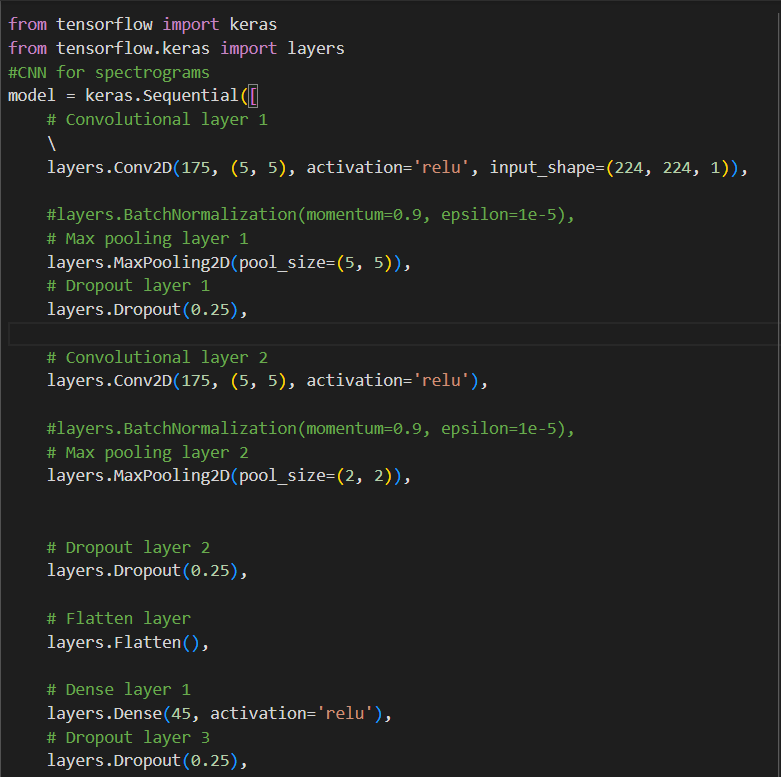 from tensorflow import keras
from tensorflow.keras import layers
#CNN for spectrograms
model = keras.Sequential([
    # Convolutional layer 1
    \
    layers.Conv2D(175, (5, 5), activation='relu', input_shape=(224, 224, 1)),
    #layers.BatchNormalization(momentum=0.9, epsilon=1e-5),
    # Max pooling layer 1
    layers.MaxPooling2D(pool_size=(5, 5)),
    # Dropout layer 1
    layers.Dropout(0.25),
    # Convolutional layer 2
    layers.Conv2D(175, (5, 5), activation='relu'),
    #layers.BatchNormalization(momentum=0.9, epsilon=1e-5),
    # Max pooling layer 2
    layers.MaxPooling2D(pool_size=(2, 2)),
    # Dropout layer 2
    layers.Dropout(0.25),
    # Flatten layer
    layers.Flatten(),
    # Dense layer 1
    layers.Dense(45, activation='relu'),
    # Dropout layer 3
    layers.Dropout(0.25),